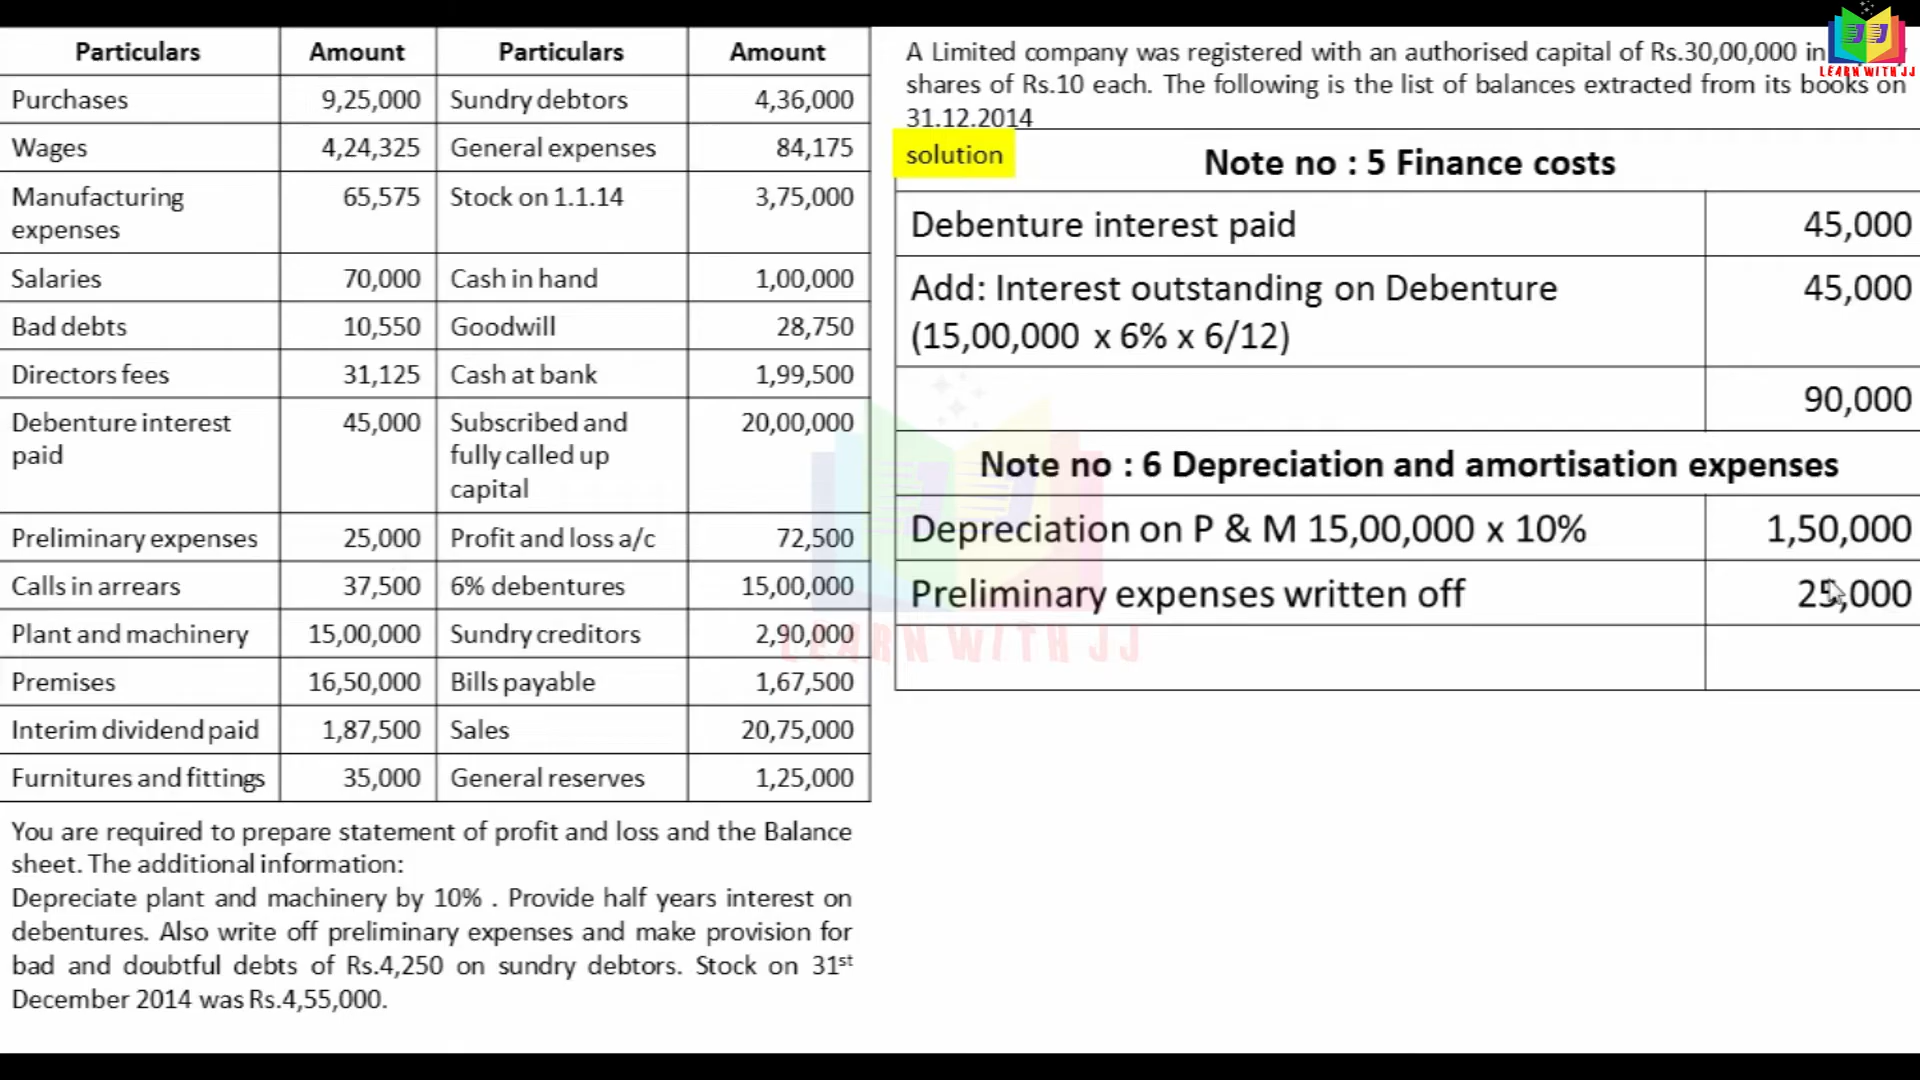 Particulars Amount Particulars Amount
Purchases 9,25,000 Sundry debtors 4,36,000
Wages 4,24,325 General expenses 84,175
Manufacturing expenses 65,575 Stock on 1.1.14 3,75,000
Salaries 70,000 Cash in hand 1,00,000
Bad debts 10,550 Goodwill 28,750
Directors fees 31,125 Cash at bank 1,99,500
Debenture interest paid 45,000 Subscribed and fully called up capital 20,00,000
Preliminary expenses 25,000 Profit and loss a/c 72,500
Calls in arrears 37,500 6% debentures 15,00,000
Plant and machinery 15,00,000 Sundry creditors 2,90,000
Premises 16,50,000 Bills payable 1,67,500
Interim dividend paid 1,87,500 Sales 20,75,000
Furnitures and fittings 35,000 General reserves 1,25,000
You are required to prepare statement of profit and loss and the Balance
sheet. The additional information:
Depreciate plant and machinery by 10% . Provide half years interest on
debentures. Also write off preliminary expenses and make provision for
bad and doubtful debts of Rs.4,250 on sundry debtors. Stock on 31st
December 2014 was Rs.4,55,000.
A Limited company was registered with an authorised capital of Rs.30,00,000 in
shares of Rs.10 each. The following is the list of balances extracted from its books on
31.12.2014
solution
Note no : 5 Finance costs
Debenture interest paid 45,000
Add: Interest outstanding on Debenture 45,000
(15,00,000 x 6% x 6/12)
90,000
Note no : 6 Depreciation and amortisation expenses
Depreciation on P & M 15,00,000 x 10% 1,50,000
Preliminary expenses written off 25,000
LEARN WITH JJ
LEARN WITH JJ